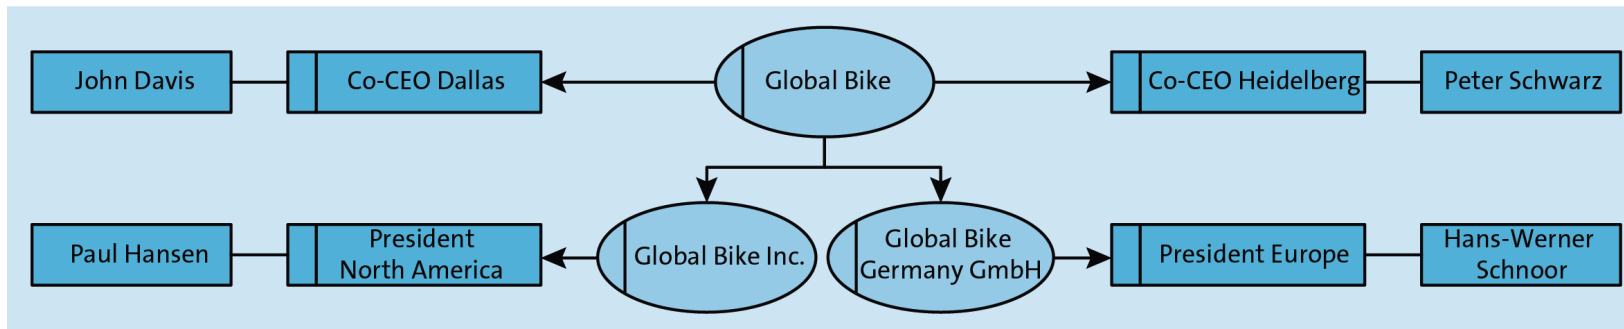 John Davis
Co-CEO Dallas
Global Bike
Co-CEO Heidelberg
Peter Schwarz
Paul Hansen
President
North America
Global Bike Inc.
Global Bike
Germany GmbH
President Europe
Hans-Werner
Schnoor